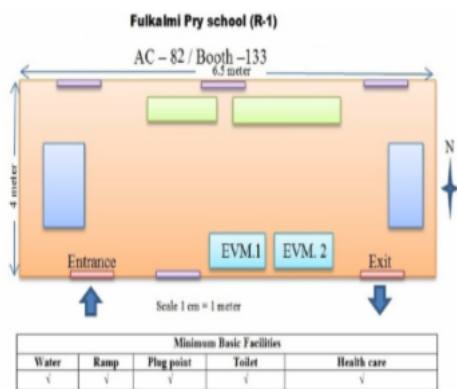 Fulkalmi Pry school (R-1)
AC – 82 / Booth –133
6.5 meter
4 meter
N
EVM.1 EVM. 2
Entrance Exit
Scale 1 cm = 1 meter
Minimum Basic Facilities
Water Ramp Plug point Toilet Health care
√ √ √ √ √